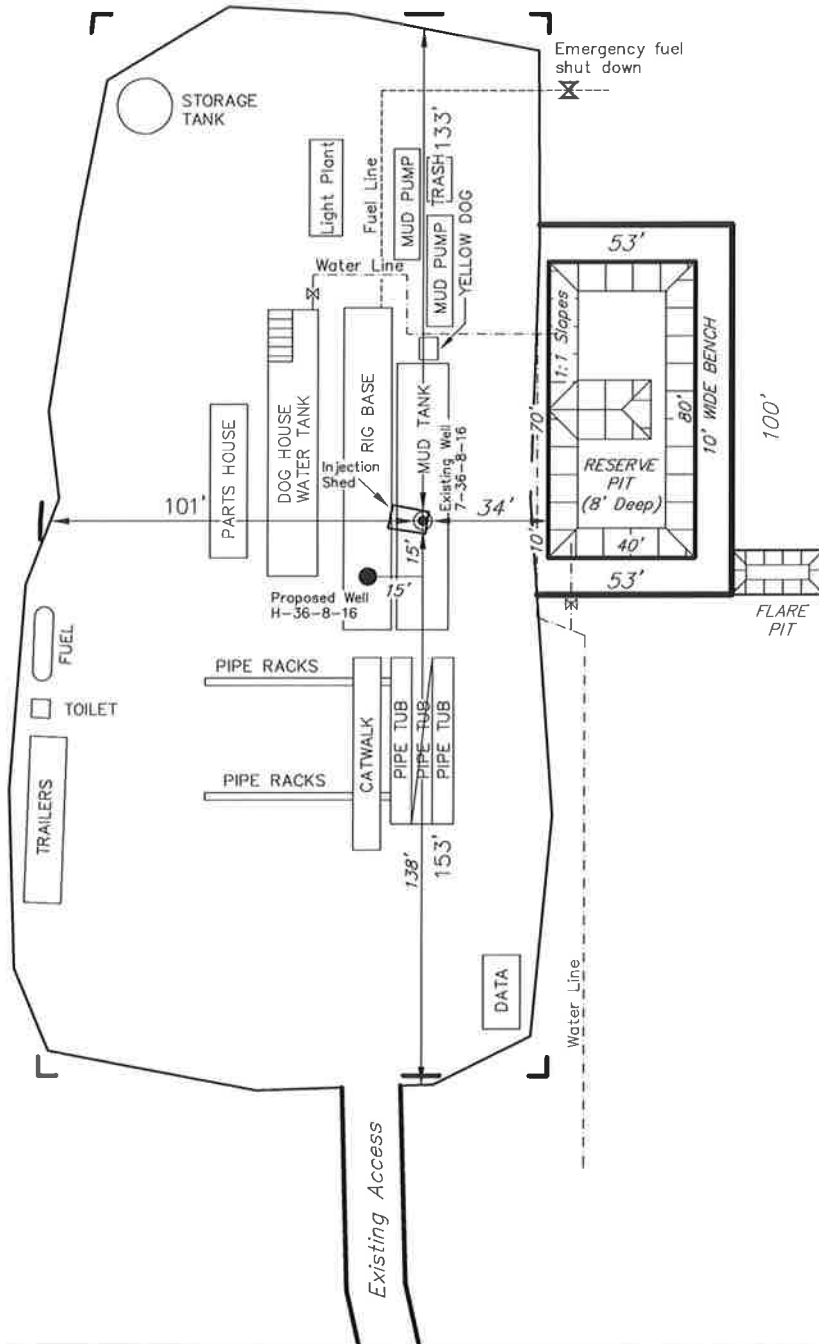 Emergency fuel
shut down
STORAGE
TANK
Light Plant
Fuel Line
MUD PUMP
TRASH
133'
MUD PUMP
YELLOW DOG
Water Line
53'
1:1 Slopes
10' WIDE BENCH
100'
80'
70'
PARTS HOUSE
DOG HOUSE
WATER TANK
RIG BASE
MUD TANK
Existing Well
7-36-8-16
Injection
Shed
RESERVE
PIT
(8' Deep)
101'
34'
10'
40'
15'
15'
Proposed Well
H-36-8-16
53'
FLARE
PIT
FUEL
TOILET
TRAILERS
PIPE RACKS
PIPE RACKS
CATWALK
PIPE TUB
PIPE TUB
PIPE TUB
138'
153'
DATA
Water Line
Existing Access